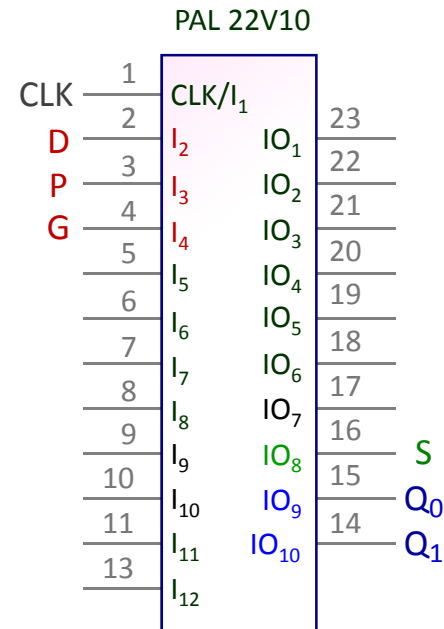 PAL 22V10
CLK 1 CLK/I₁
D 2 I₂ IO₁ 23
P 3 I₃ IO₂ 22
G 4 I₄ IO₃ 21
5 I₅ IO₄ 20
6 I₆ IO₅ 19
7 I₇ IO₆ 18
8 I₈ IO₇ 17
9 I₉ IO₈ 16 S
10 I₁₀ IO₉ 15 Q₀
11 I₁₁ IO₁₀ 14 Q₁
13 I₁₂